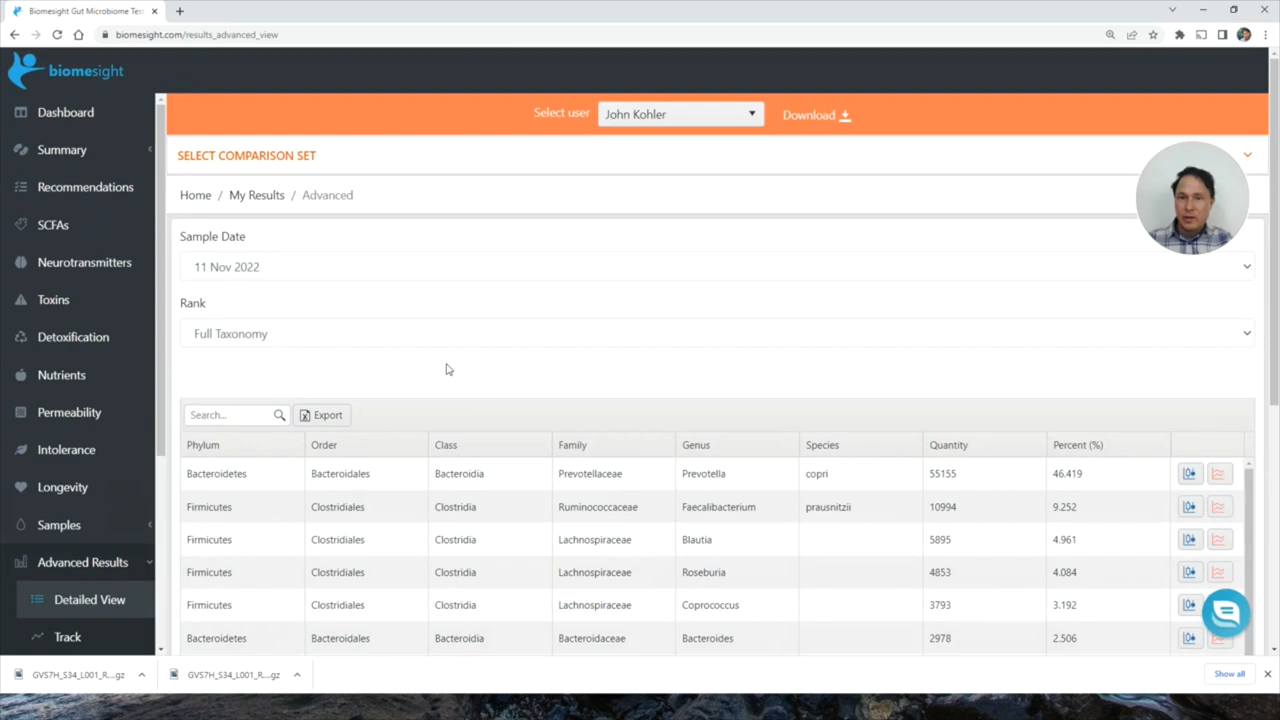 Biomesight Gut Microbiome Tes
biomesight.com/results_advanced_view
biomesight
Dashboard
Summary
Recommendations
SCFAs
Neurotransmitters
Toxins
Detoxification
Nutrients
Permeability
Intolerance
Longevity
Samples
Advanced Results
Detailed View
Track
Select user John Kohler Download
SELECT COMPARISON SET
Home / My Results / Advanced
Sample Date
11 Nov 2022
Rank
Full Taxonomy
Search... Export
Phylum Order Class Family Genus Species Quantity Percent (%)
Bacteroidetes Bacteroidales Bacteroidia Prevotellaceae Prevotella copri 55155 46.419
Firmicutes Clostridiales Clostridia Ruminococcaceae Faecalibacterium prausnitzii 10994 9.252
Firmicutes Clostridiales Clostridia Lachnospiraceae Blautia 5895 4.961
Firmicutes Clostridiales Clostridia Lachnospiraceae Roseburia 4853 4.084
Firmicutes Clostridiales Clostridia Lachnospiraceae Coprococcus 3793 3.192
Bacteroidetes Bacteroidales Bacteroidia Bacteroidaceae Bacteroides 2978 2.506
GVS7H_S34_L001_R....gz GVS7H_S34_L001_R....gz Show all